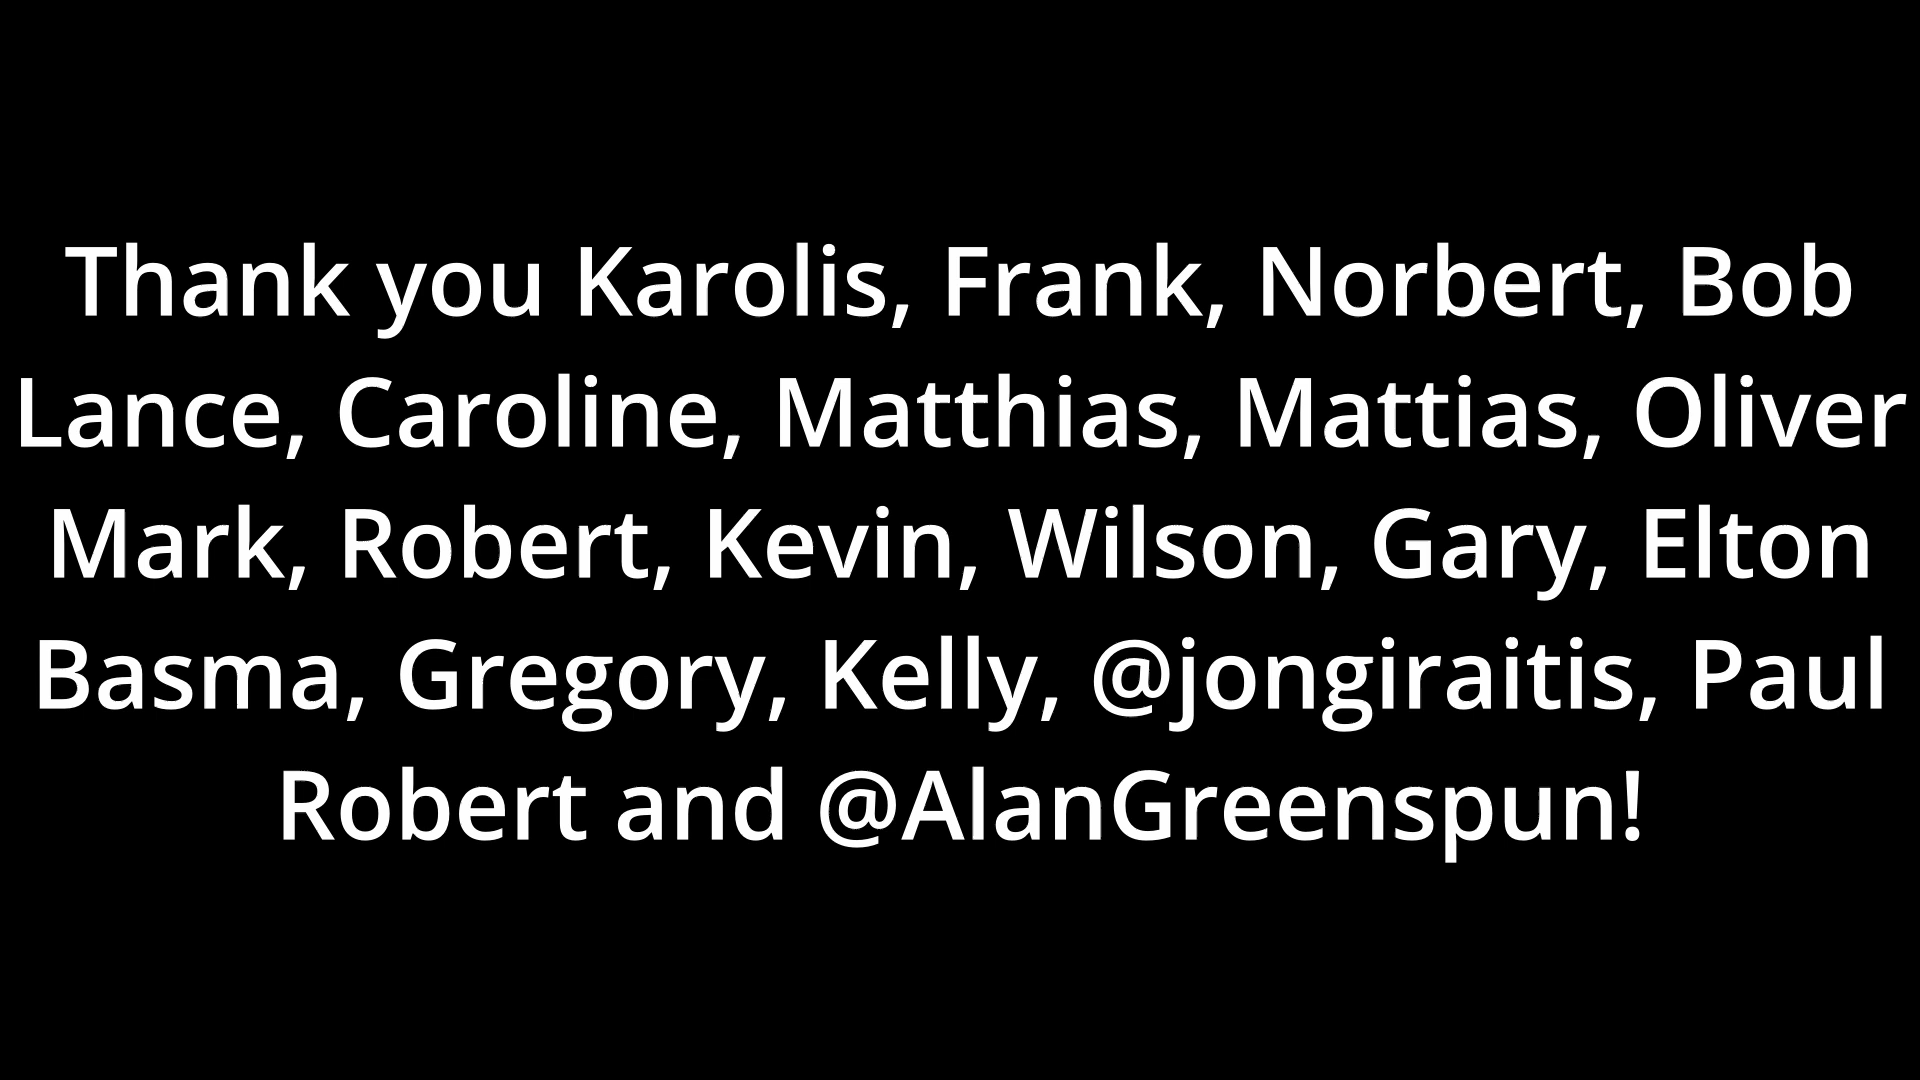 Thank you Karolis, Frank, Norbert, Bob
Lance, Caroline, Matthias, Mattias, Oliver
Mark, Robert, Kevin, Wilson, Gary, Elton
Basma, Gregory, Kelly, @jongiraitis, Paul
Robert and @AlanGreenspun!